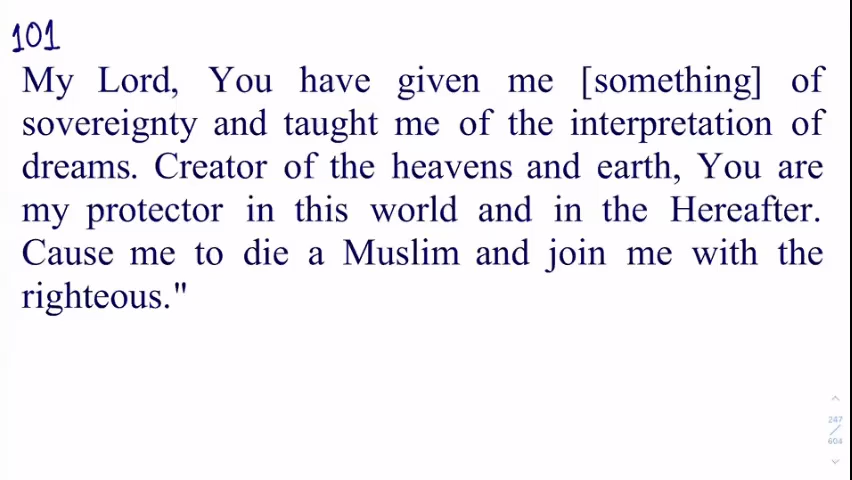 101
My Lord, You have given me [something] of
sovereignty and taught me of the interpretation of
dreams. Creator of the heavens and earth, You are
my protector in this world and in the Hereafter.
Cause me to die a Muslim and join me with the
righteous."
247
604